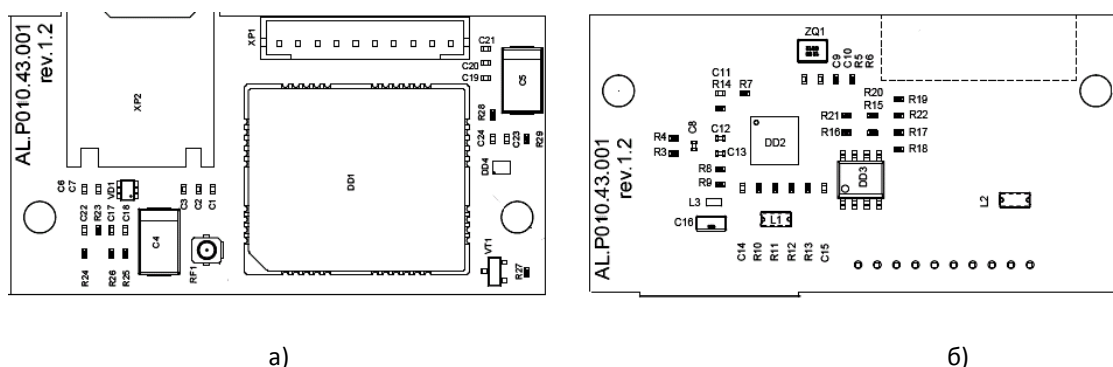 AL.P010.43.001
rev.1.2
XP2
XP1
C21
C20
C19
C5
R28
C24
C23
R29
DD4
DD1
C6
C7
VD1
C3
C2
C1
C22
R23
C17
C18
C4
RF1
R24
R26
R25
VT1
R27
а)
AL.P010.43.001
rev.1.2
ZQ1
C9
C10
R5
R6
C11
R14
R7
R20
R15
R19
R21
R22
R16
R17
R18
R4
R3
C8
C12
C13
DD2
DD3
R8
R9
L3
C16
L1
L2
C14
R10
R11
R12
R13
C15
б)